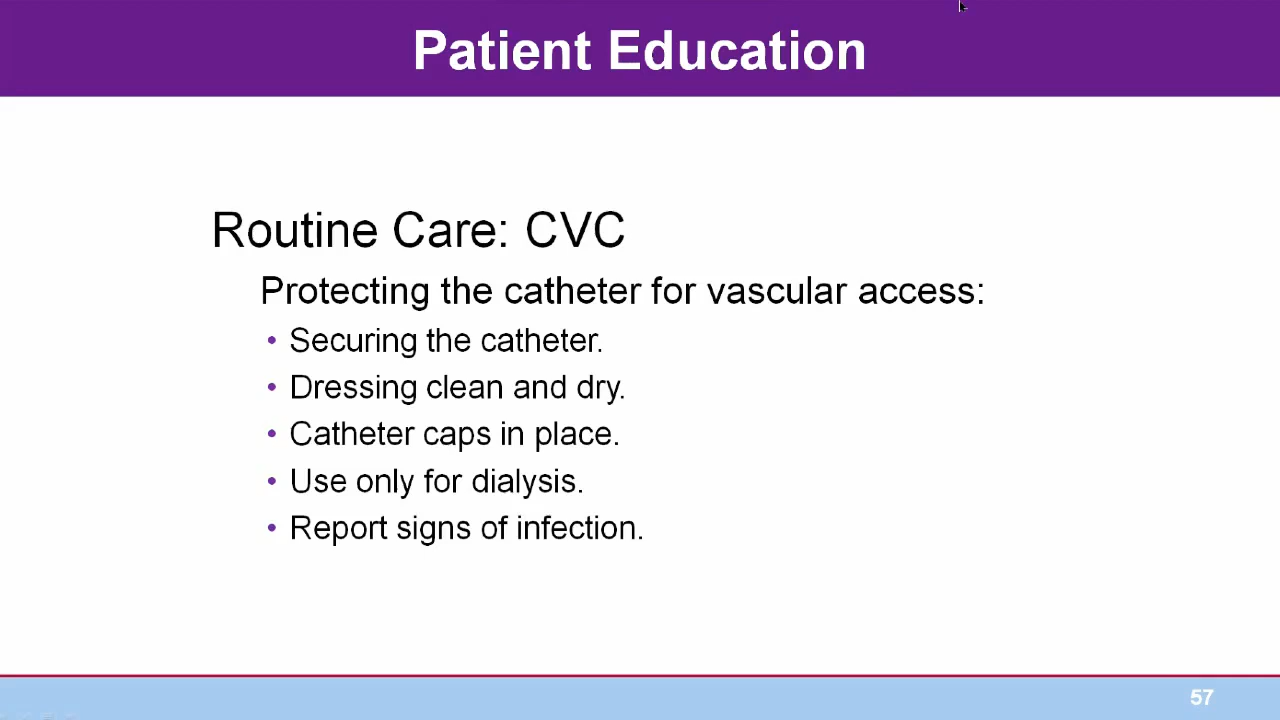 Patient Education
Routine Care: CVC
Protecting the catheter for vascular access:
• Securing the catheter.
• Dressing clean and dry.
• Catheter caps in place.
• Use only for dialysis.
• Report signs of infection.
57